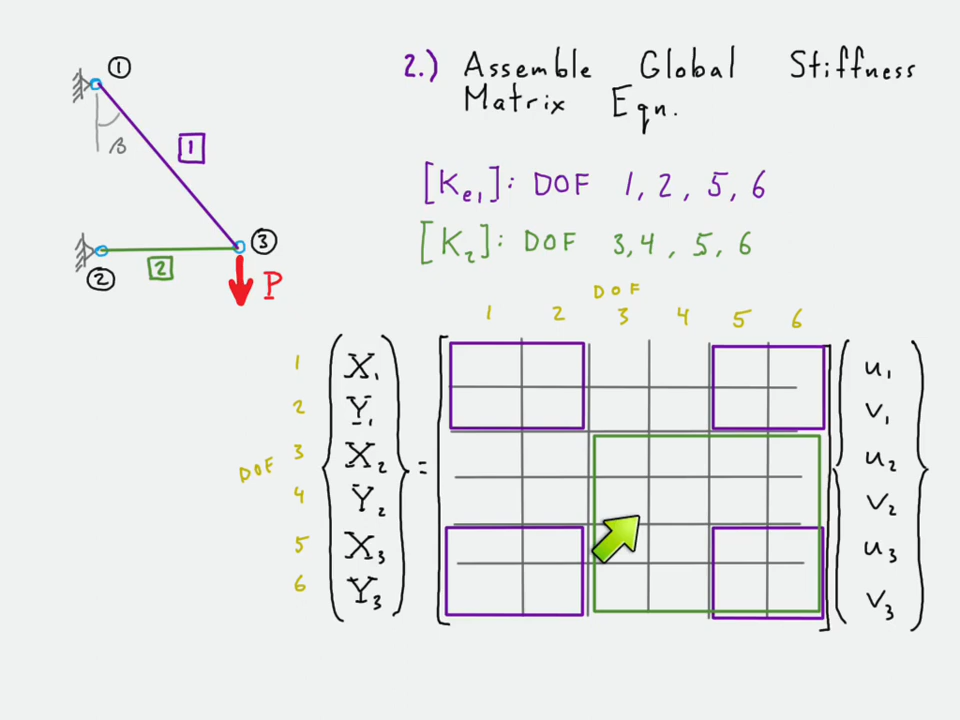 2.) Assemble Global Stiffness
Matrix Eqn.
1
β
1
3
2
2
P
[Ke1]: DOF 1, 2, 5, 6
[K2]: DOF 3,4, 5, 6
DOF
1 2 3 4 5 6
1 X1 u1
2 Y1 v1
3 X2 u2
DOF =
4 Y2 v2
5 X3 u3
6 Y3 v3